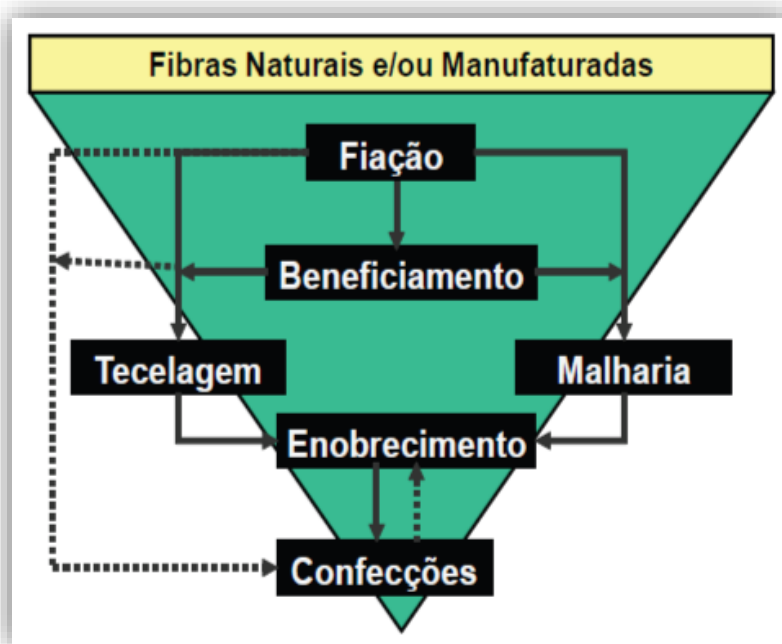 Fibras Naturais e/ou Manufaturadas
Fiação
Beneficiamento
Tecelagem
Malharia
Enobrecimento
Confecções